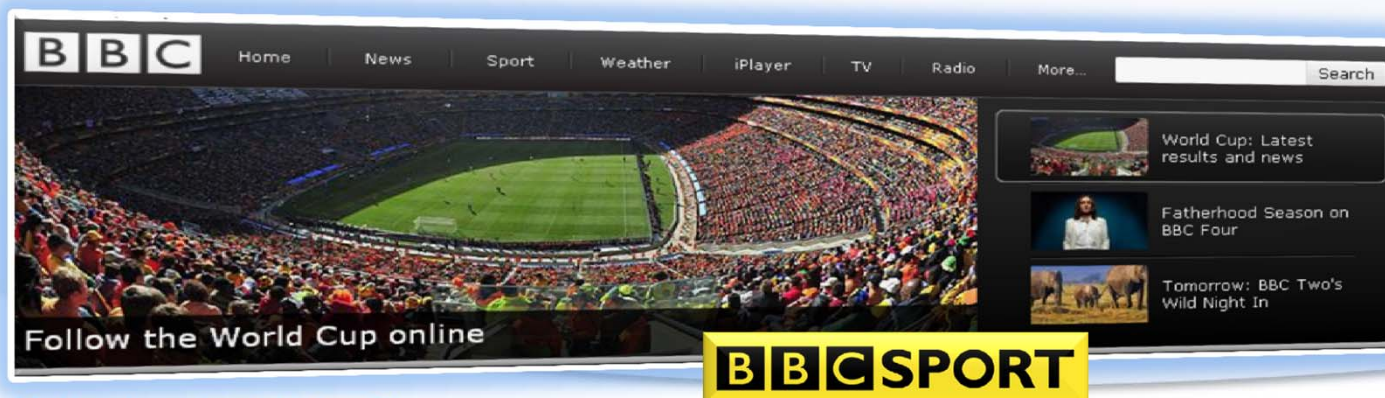 BBC Home News Sport Weather iPlayer TV Radio More... Search
World Cup: Latest
results and news
Fatherhood Season on
BBC Four
Tomorrow: BBC Two's
Wild Night In
Follow the World Cup online
BBC SPORT